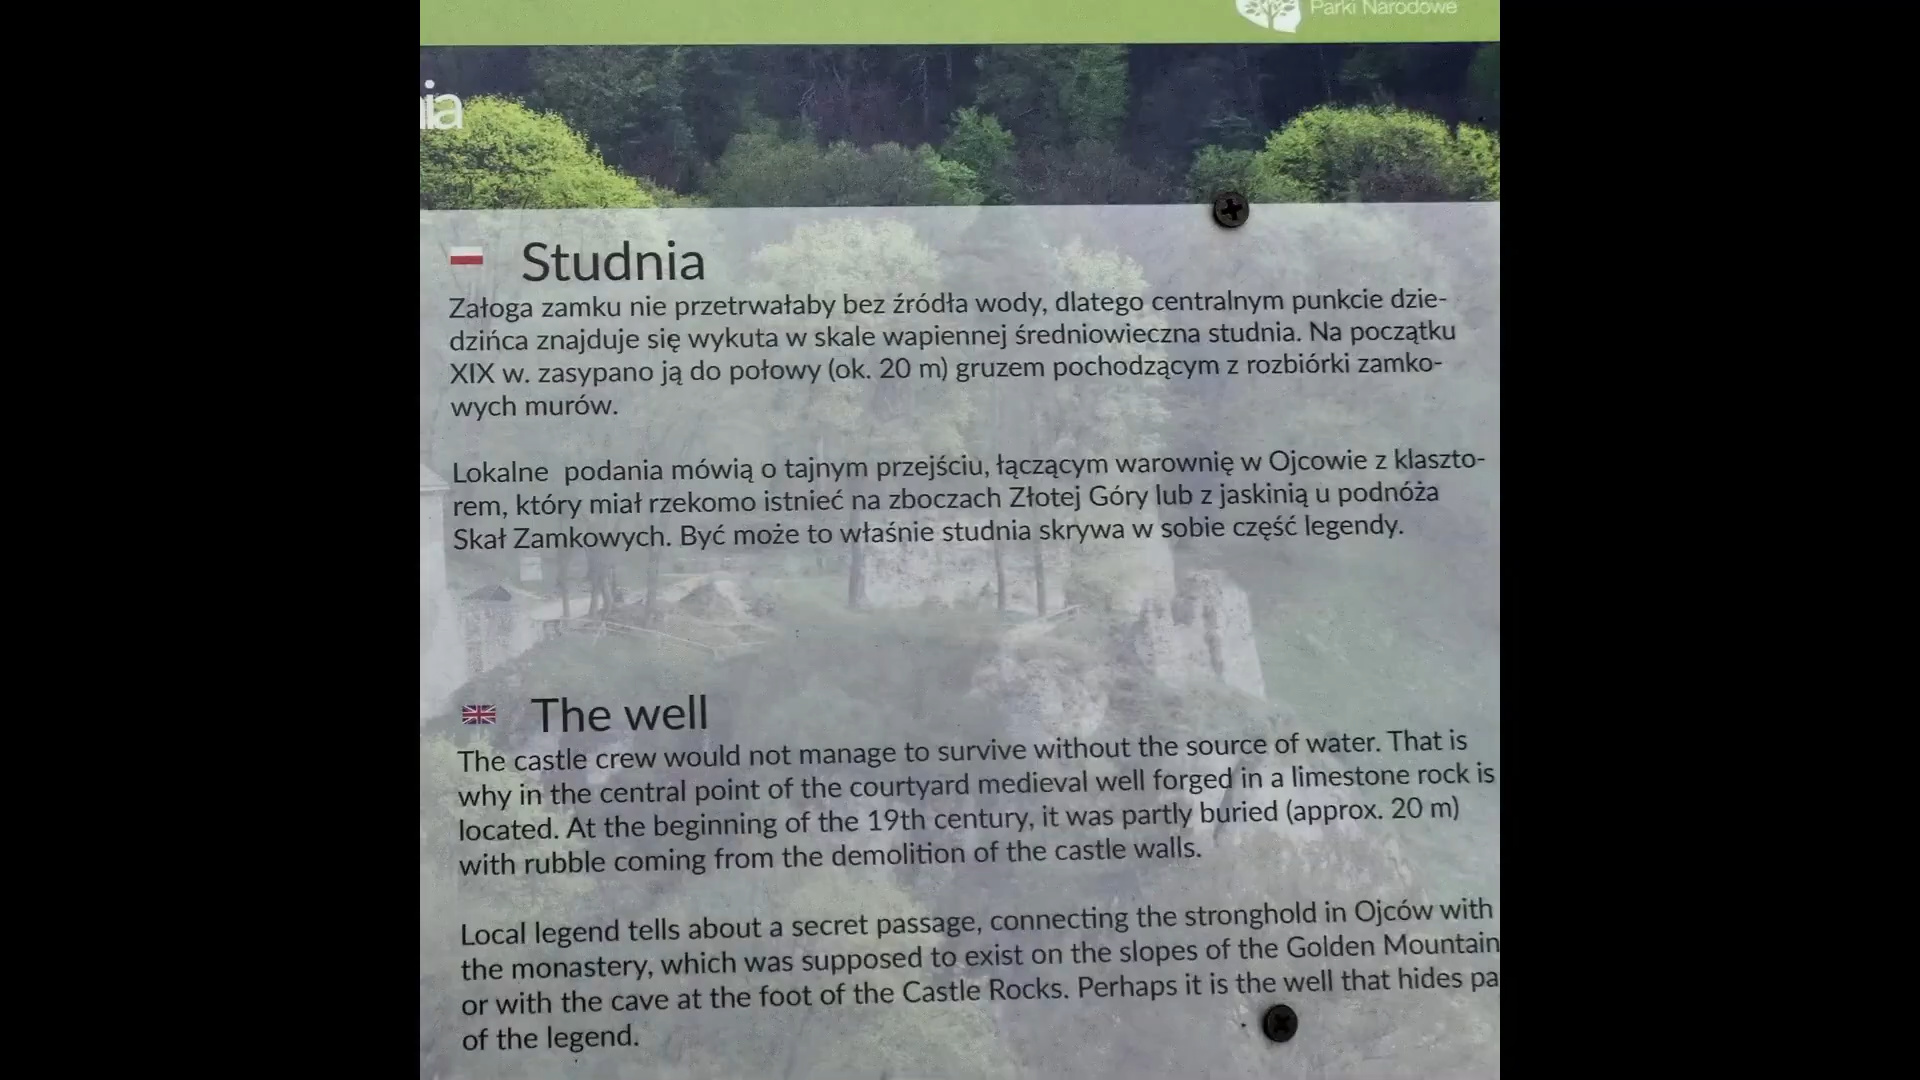 Parki Narodowe
Studnia
Załoga zamku nie przetrwałaby bez źródła wody, dlatego centralnym punkcie dzie-
dzińca znajduje się wykuta w skale wapiennej średniowieczna studnia. Na początku
XIX w. zasypano ją do połowy (ok. 20 m) gruzem pochodzącym z rozbiórki zamko-
wych murów.
Lokalne podania mówią o tajnym przejściu, łączącym warownię w Ojcowie z klaszto-
rem, który miał rzekomo istnieć na zboczach Złotej Góry lub z jaskinią u podnóża
Skał Zamkowych. Być może to właśnie studnia skrywa w sobie część legendy.
The well
The castle crew would not manage to survive without the source of water. That is
why in the central point of the courtyard medieval well forged in a limestone rock is
located. At the beginning of the 19th century, it was partly buried (approx. 20 m)
with rubble coming from the demolition of the castle walls.
Local legend tells about a secret passage, connecting the stronghold in Ojców with
the monastery, which was supposed to exist on the slopes of the Golden Mountain
or with the cave at the foot of the Castle Rocks. Perhaps it is the well that hides pa
of the legend.